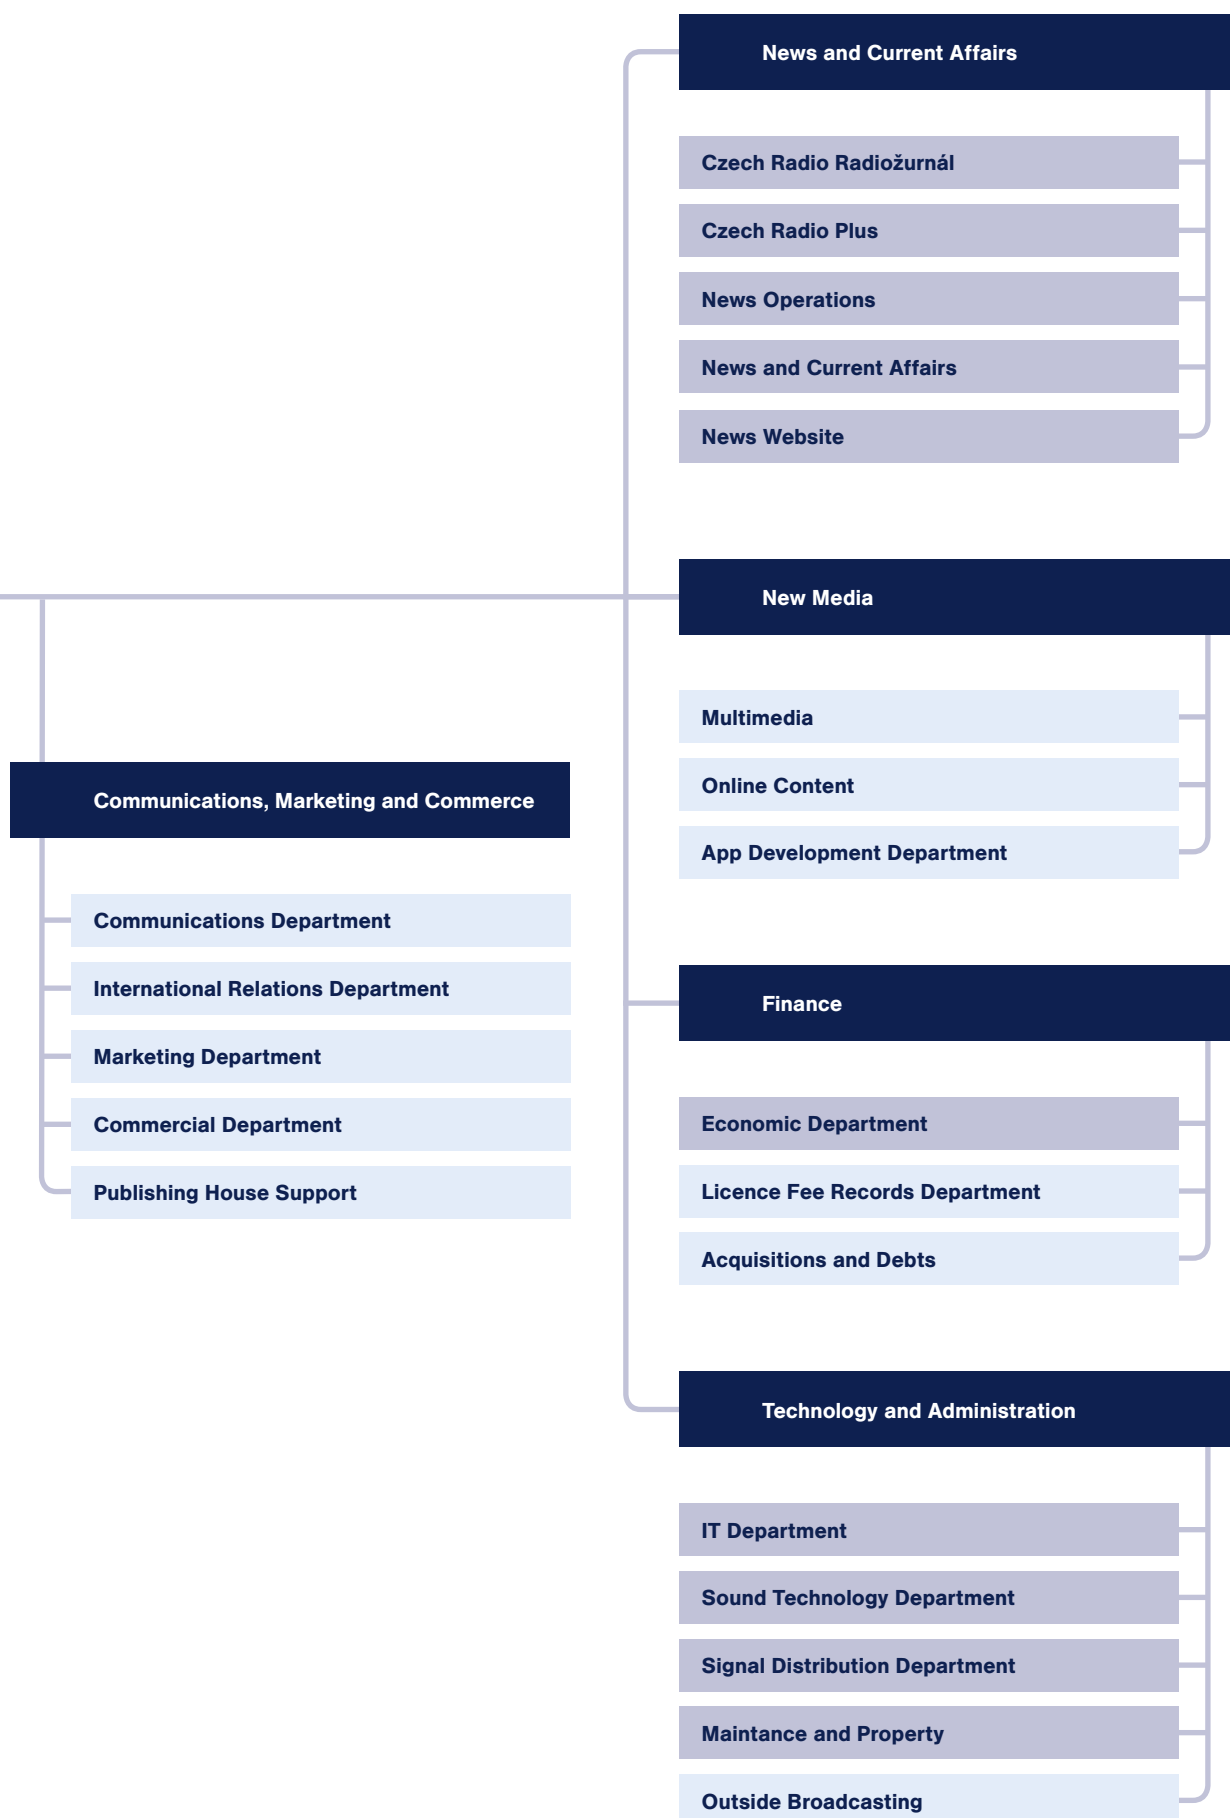 News and Current Affairs
Czech Radio Radiožurnál
Czech Radio Plus
News Operations
News and Current Affairs
News Website
New Media
Multimedia
Online Content
App Development Department
Communications, Marketing and Commerce
Communications Department
International Relations Department
Marketing Department
Commercial Department
Publishing House Support
Finance
Economic Department
Licence Fee Records Department
Acquisitions and Debts
Technology and Administration
IT Department
Sound Technology Department
Signal Distribution Department
Maintance and Property
Outside Broadcasting